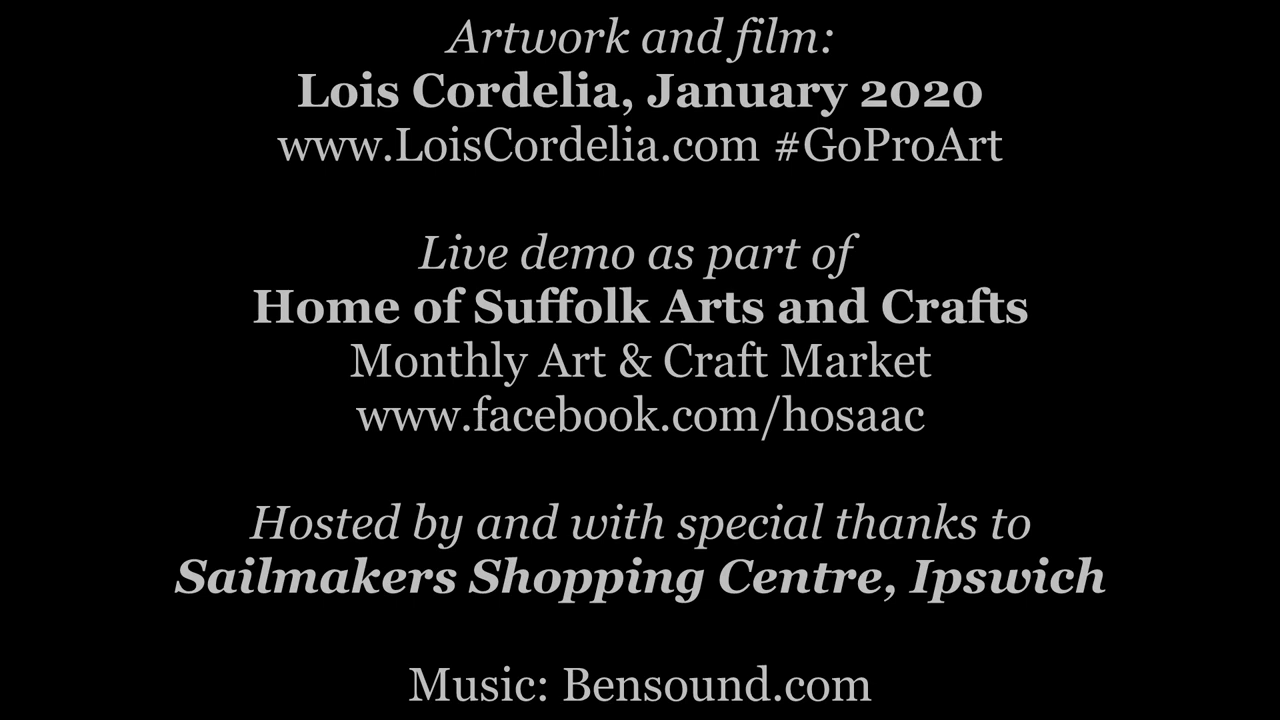 Artwork and film:
Lois Cordelia, January 2020
www.LoisCordelia.com #GoProArt
Live demo as part of
Home of Suffolk Arts and Crafts
Monthly Art & Craft Market
www.facebook.com/hosaac
Hosted by and with special thanks to
Sailmakers Shopping Centre, Ipswich
Music: Bensound.com